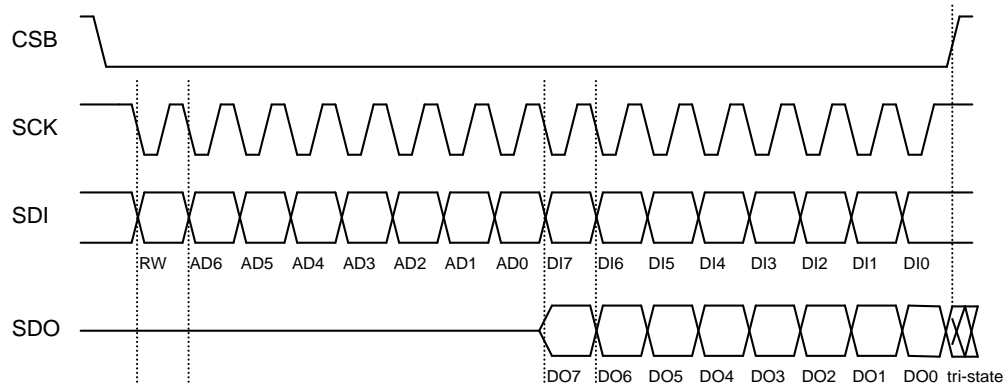 CSB
SCK
SDI
RW AD6 AD5 AD4 AD3 AD2 AD1 AD0 DI7 DI6 DI5 DI4 DI3 DI2 DI1 DI0
SDO
DO7 DO6 DO5 DO4 DO3 DO2 DO1 DO0 tri-state